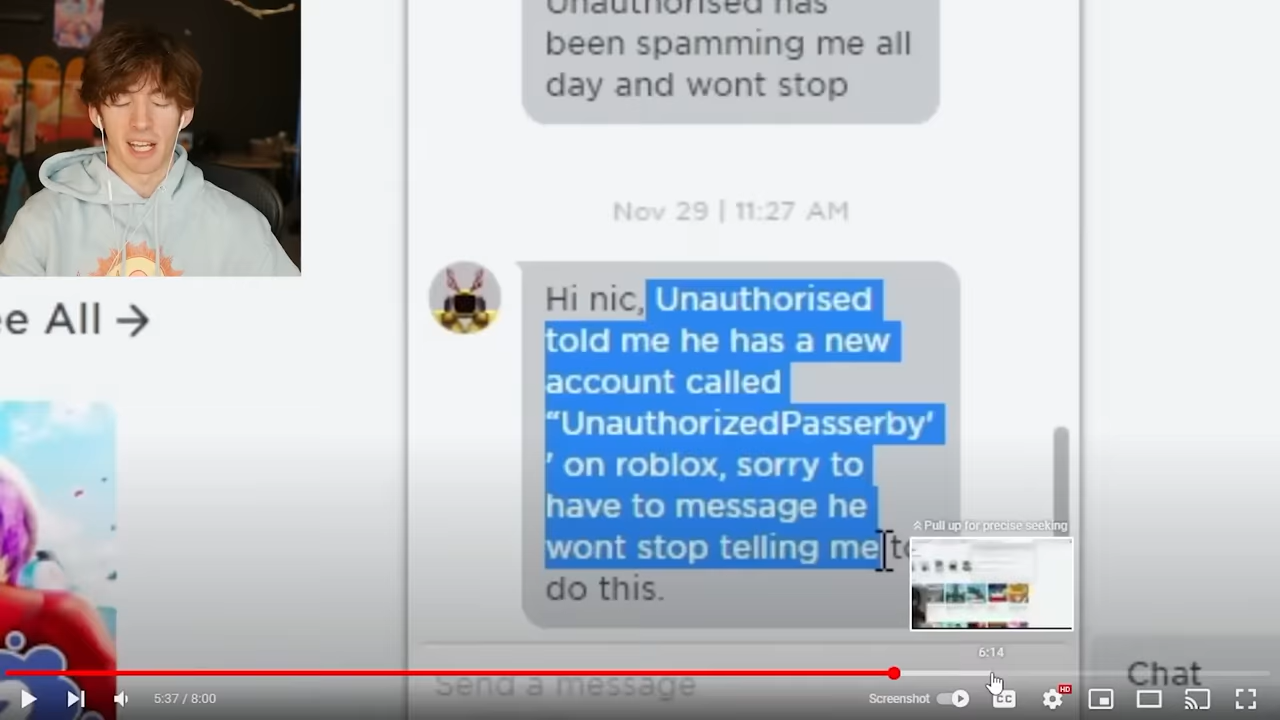 Unauthorised has
been spamming me all
day and wont stop
Nov 29 | 11:27 AM
Hi nic, Unauthorised
told me he has a new
account called
“UnauthorizedPasserby’
’ on roblox, sorry to
have to message he
wont stop telling me to
do this.
ee All →
Pull up for precise seeking
6:14
Send a message
Chat
5:37 / 8:00
Screenshot
CC
HD